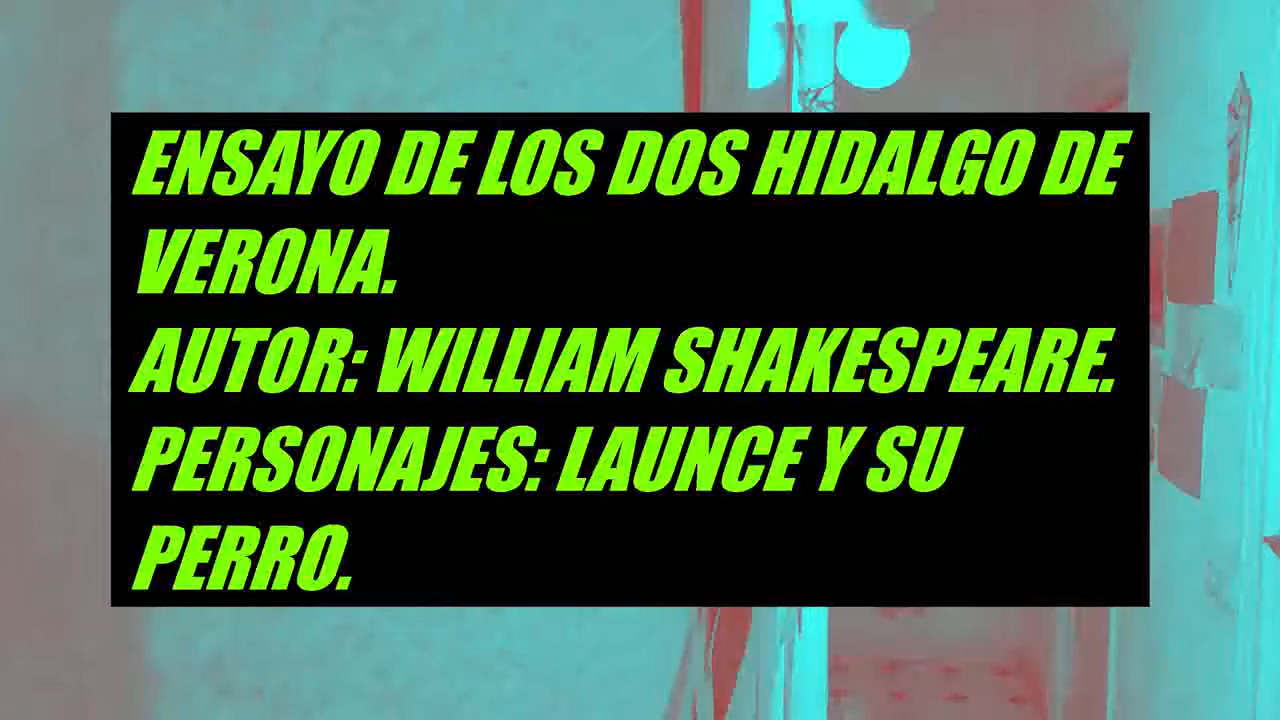 ENSAYO DE LOS DOS HIDALGO DE
VERONA.
AUTOR: WILLIAM SHAKESPEARE.
PERSONAJES: LAUNCE Y SU
PERRO.